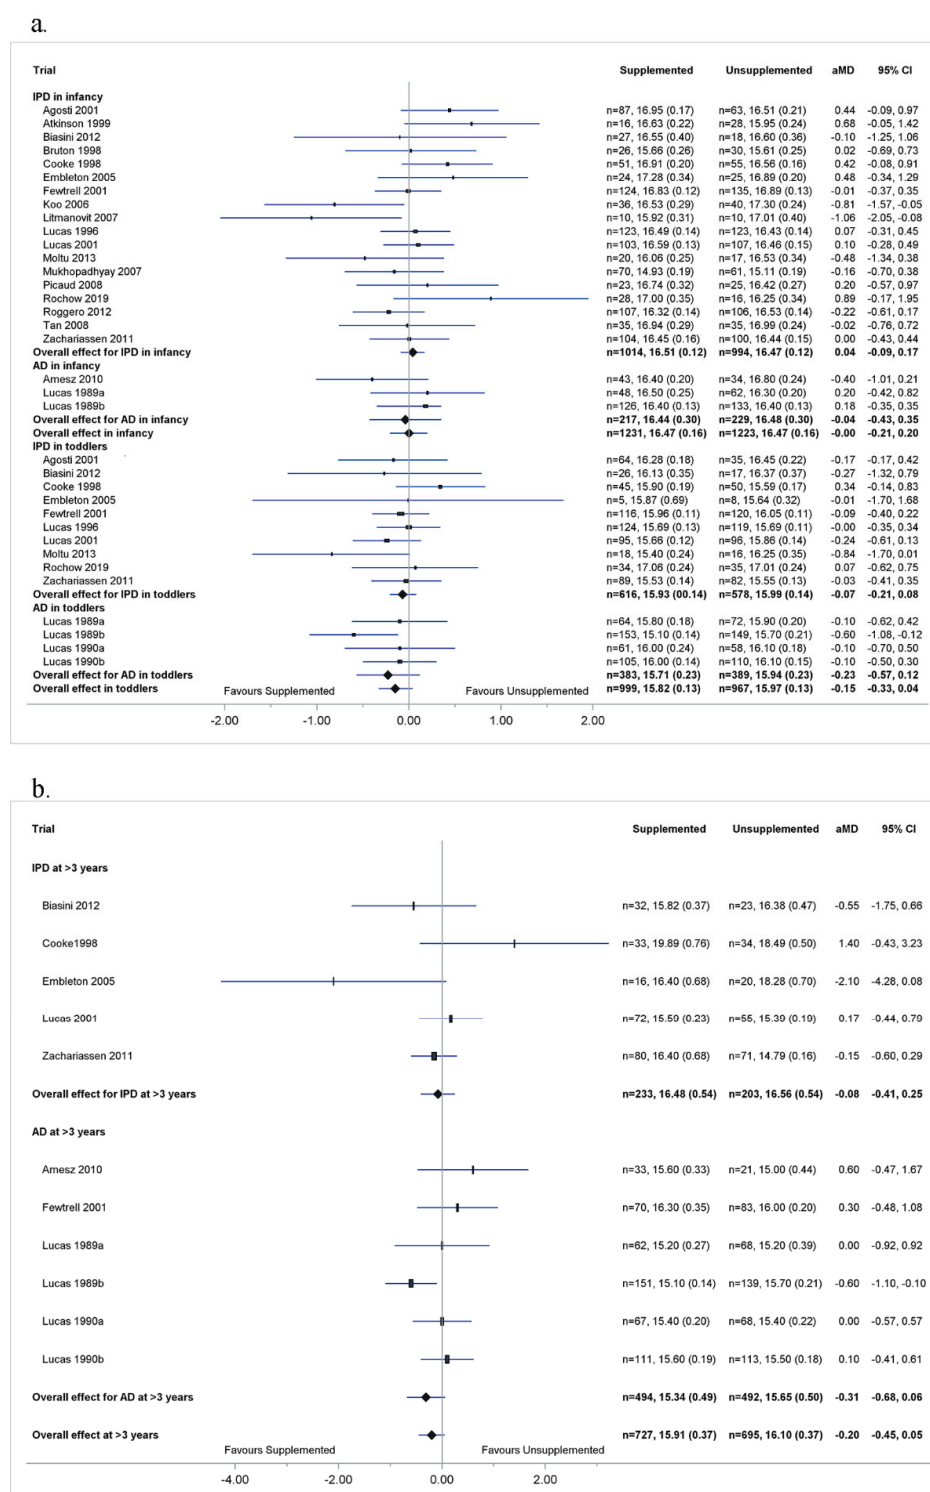 a.
Trial Supplemented Unsupplemented aMD 95% CI
IPD in infancy
Agosti 2001 n=87, 16.95 (0.17) n=63, 16.51 (0.21) 0.44 -0.09, 0.97
Atkinson 1999 n=16, 16.63 (0.22) n=28, 15.95 (0.24) 0.68 -0.05, 1.42
Biasini 2012 n=27, 16.55 (0.40) n=18, 16.60 (0.36) -0.10 -1.25, 1.06
Bruton 1998 n=26, 15.66 (0.26) n=30, 15.61 (0.25) 0.02 -0.69, 0.73
Cooke 1998 n=51, 16.91 (0.20) n=55, 16.56 (0.16) 0.42 -0.08, 0.91
Embleton 2005 n=24, 17.28 (0.34) n=25, 16.89 (0.20) 0.48 -0.34, 1.29
Fewtrell 2001 n=124, 16.83 (0.12) n=135, 16.89 (0.13) -0.01 -0.37, 0.35
Koo 2006 n=36, 16.53 (0.29) n=40, 17.30 (0.24) -0.81 -1.57, -0.05
Litmanovit 2007 n=10, 15.92 (0.31) n=10, 17.01 (0.40) -1.06 -2.05, -0.08
Lucas 1996 n=123, 16.49 (0.14) n=123, 16.43 (0.14) 0.07 -0.31, 0.45
Lucas 2001 n=103, 16.59 (0.13) n=107, 16.46 (0.15) 0.10 -0.28, 0.49
Moltu 2013 n=20, 16.06 (0.25) n=17, 16.53 (0.34) -0.48 -1.34, 0.38
Mukhopadhyay 2007 n=70, 14.93 (0.19) n=61, 15.11 (0.19) -0.16 -0.70, 0.38
Picaud 2008 n=23, 16.74 (0.32) n=25, 16.42 (0.27) 0.20 -0.57, 0.97
Rochow 2019 n=28, 17.00 (0.35) n=16, 16.25 (0.34) 0.89 -0.17, 1.95
Roggero 2012 n=107, 16.32 (0.14) n=106, 16.53 (0.14) -0.22 -0.61, 0.17
Tan 2008 n=35, 16.94 (0.29) n=35, 16.99 (0.24) -0.02 -0.76, 0.72
Zachariassen 2011 n=104, 16.45 (0.16) n=100, 16.44 (0.15) 0.00 -0.43, 0.44
Overall effect for IPD in infancy n=1014, 16.51 (0.12) n=994, 16.47 (0.12) 0.04 -0.09, 0.17
AD in infancy
Amesz 2010 n=43, 16.40 (0.20) n=34, 16.80 (0.24) -0.40 -1.01, 0.21
Lucas 1989a n=48, 16.50 (0.25) n=62, 16.30 (0.20) 0.20 -0.42, 0.82
Lucas 1989b n=126, 16.40 (0.13) n=133, 16.40 (0.13) 0.18 -0.35, 0.35
Overall effect for AD in infancy n=217, 16.44 (0.30) n=229, 16.48 (0.30) -0.04 -0.43, 0.35
Overall effect in infancy n=1231, 16.47 (0.16) n=1223, 16.47 (0.16) -0.00 -0.21, 0.20
IPD in toddlers
Agosti 2001 n=64, 16.28 (0.18) n=35, 16.45 (0.22) -0.17 -0.17, 0.42
Biasini 2012 n=26, 16.13 (0.35) n=17, 16.37 (0.37) -0.27 -1.32, 0.79
Cooke 1998 n=45, 15.90 (0.19) n=50, 15.59 (0.17) 0.34 -0.14, 0.83
Embleton 2005 n=5, 15.87 (0.69) n=8, 15.64 (0.32) -0.01 -1.70, 1.68
Fewtrell 2001 n=116, 15.96 (0.11) n=120, 16.05 (0.11) -0.09 -0.40, 0.22
Lucas 1996 n=124, 15.69 (0.13) n=119, 15.69 (0.11) -0.00 -0.35, 0.34
Lucas 2001 n=95, 15.66 (0.12) n=96, 15.86 (0.14) -0.24 -0.61, 0.13
Moltu 2013 n=18, 15.40 (0.24) n=16, 16.25 (0.35) -0.84 -1.70, 0.01
Rochow 2019 n=34, 17.06 (0.24) n=35, 17.01 (0.24) 0.07 -0.62, 0.75
Zachariassen 2011 n=89, 15.53 (0.14) n=82, 15.55 (0.13) -0.03 -0.41, 0.35
Overall effect for IPD in toddlers n=616, 15.93 (00.14) n=578, 15.99 (0.14) -0.07 -0.21, 0.08
AD in toddlers
Lucas 1989a n=64, 15.80 (0.18) n=72, 15.90 (0.20) -0.10 -0.62, 0.42
Lucas 1989b n=153, 15.10 (0.14) n=149, 15.70 (0.21) -0.60 -1.08, -0.12
Lucas 1990a n=61, 16.00 (0.24) n=58, 16.10 (0.18) -0.10 -0.70, 0.50
Lucas 1990b n=105, 16.00 (0.14) n=110, 16.10 (0.15) -0.10 -0.50, 0.30
Overall effect for AD in toddlers n=383, 15.71 (0.23) n=389, 15.94 (0.23) -0.23 -0.57, 0.12
Overall effect in toddlers Favours Supplemented Favours Unsupplemented n=999, 15.82 (0.13) n=967, 15.97 (0.13) -0.15 -0.33, 0.04
-2.00 -1.00 0.00 1.00 2.00
b.
Trial Supplemented Unsupplemented aMD 95% CI
IPD at >3 years
Biasini 2012 n=32, 15.82 (0.37) n=23, 16.38 (0.47) -0.55 -1.75, 0.66
Cooke1998 n=33, 19.89 (0.76) n=34, 18.49 (0.50) 1.40 -0.43, 3.23
Embleton 2005 n=16, 16.40 (0.68) n=20, 18.28 (0.70) -2.10 -4.28, 0.08
Lucas 2001 n=72, 15.59 (0.23) n=55, 15.39 (0.19) 0.17 -0.44, 0.79
Zachariassen 2011 n=80, 16.40 (0.68) n=71, 14.79 (0.16) -0.15 -0.60, 0.29
Overall effect for IPD at >3 years n=233, 16.48 (0.54) n=203, 16.56 (0.54) -0.08 -0.41, 0.25
AD at >3 years
Amesz 2010 n=33, 15.60 (0.33) n=21, 15.00 (0.44) 0.60 -0.47, 1.67
Fewtrell 2001 n=70, 16.30 (0.35) n=83, 16.00 (0.20) 0.30 -0.48, 1.08
Lucas 1989a n=62, 15.20 (0.27) n=68, 15.20 (0.39) 0.00 -0.92, 0.92
Lucas 1989b n=151, 15.10 (0.14) n=139, 15.70 (0.21) -0.60 -1.10, -0.10
Lucas 1990a n=67, 15.40 (0.20) n=68, 15.40 (0.22) 0.00 -0.57, 0.57
Lucas 1990b n=111, 15.60 (0.19) n=113, 15.50 (0.18) 0.10 -0.41, 0.61
Overall effect for AD at >3 years n=494, 15.34 (0.49) n=492, 15.65 (0.50) -0.31 -0.68, 0.06
Overall effect at >3 years n=727, 15.91 (0.37) n=695, 16.10 (0.37) -0.20 -0.45, 0.05
Favours Supplemented Favours Unsupplemented
-4.00 -2.00 0.00 2.00